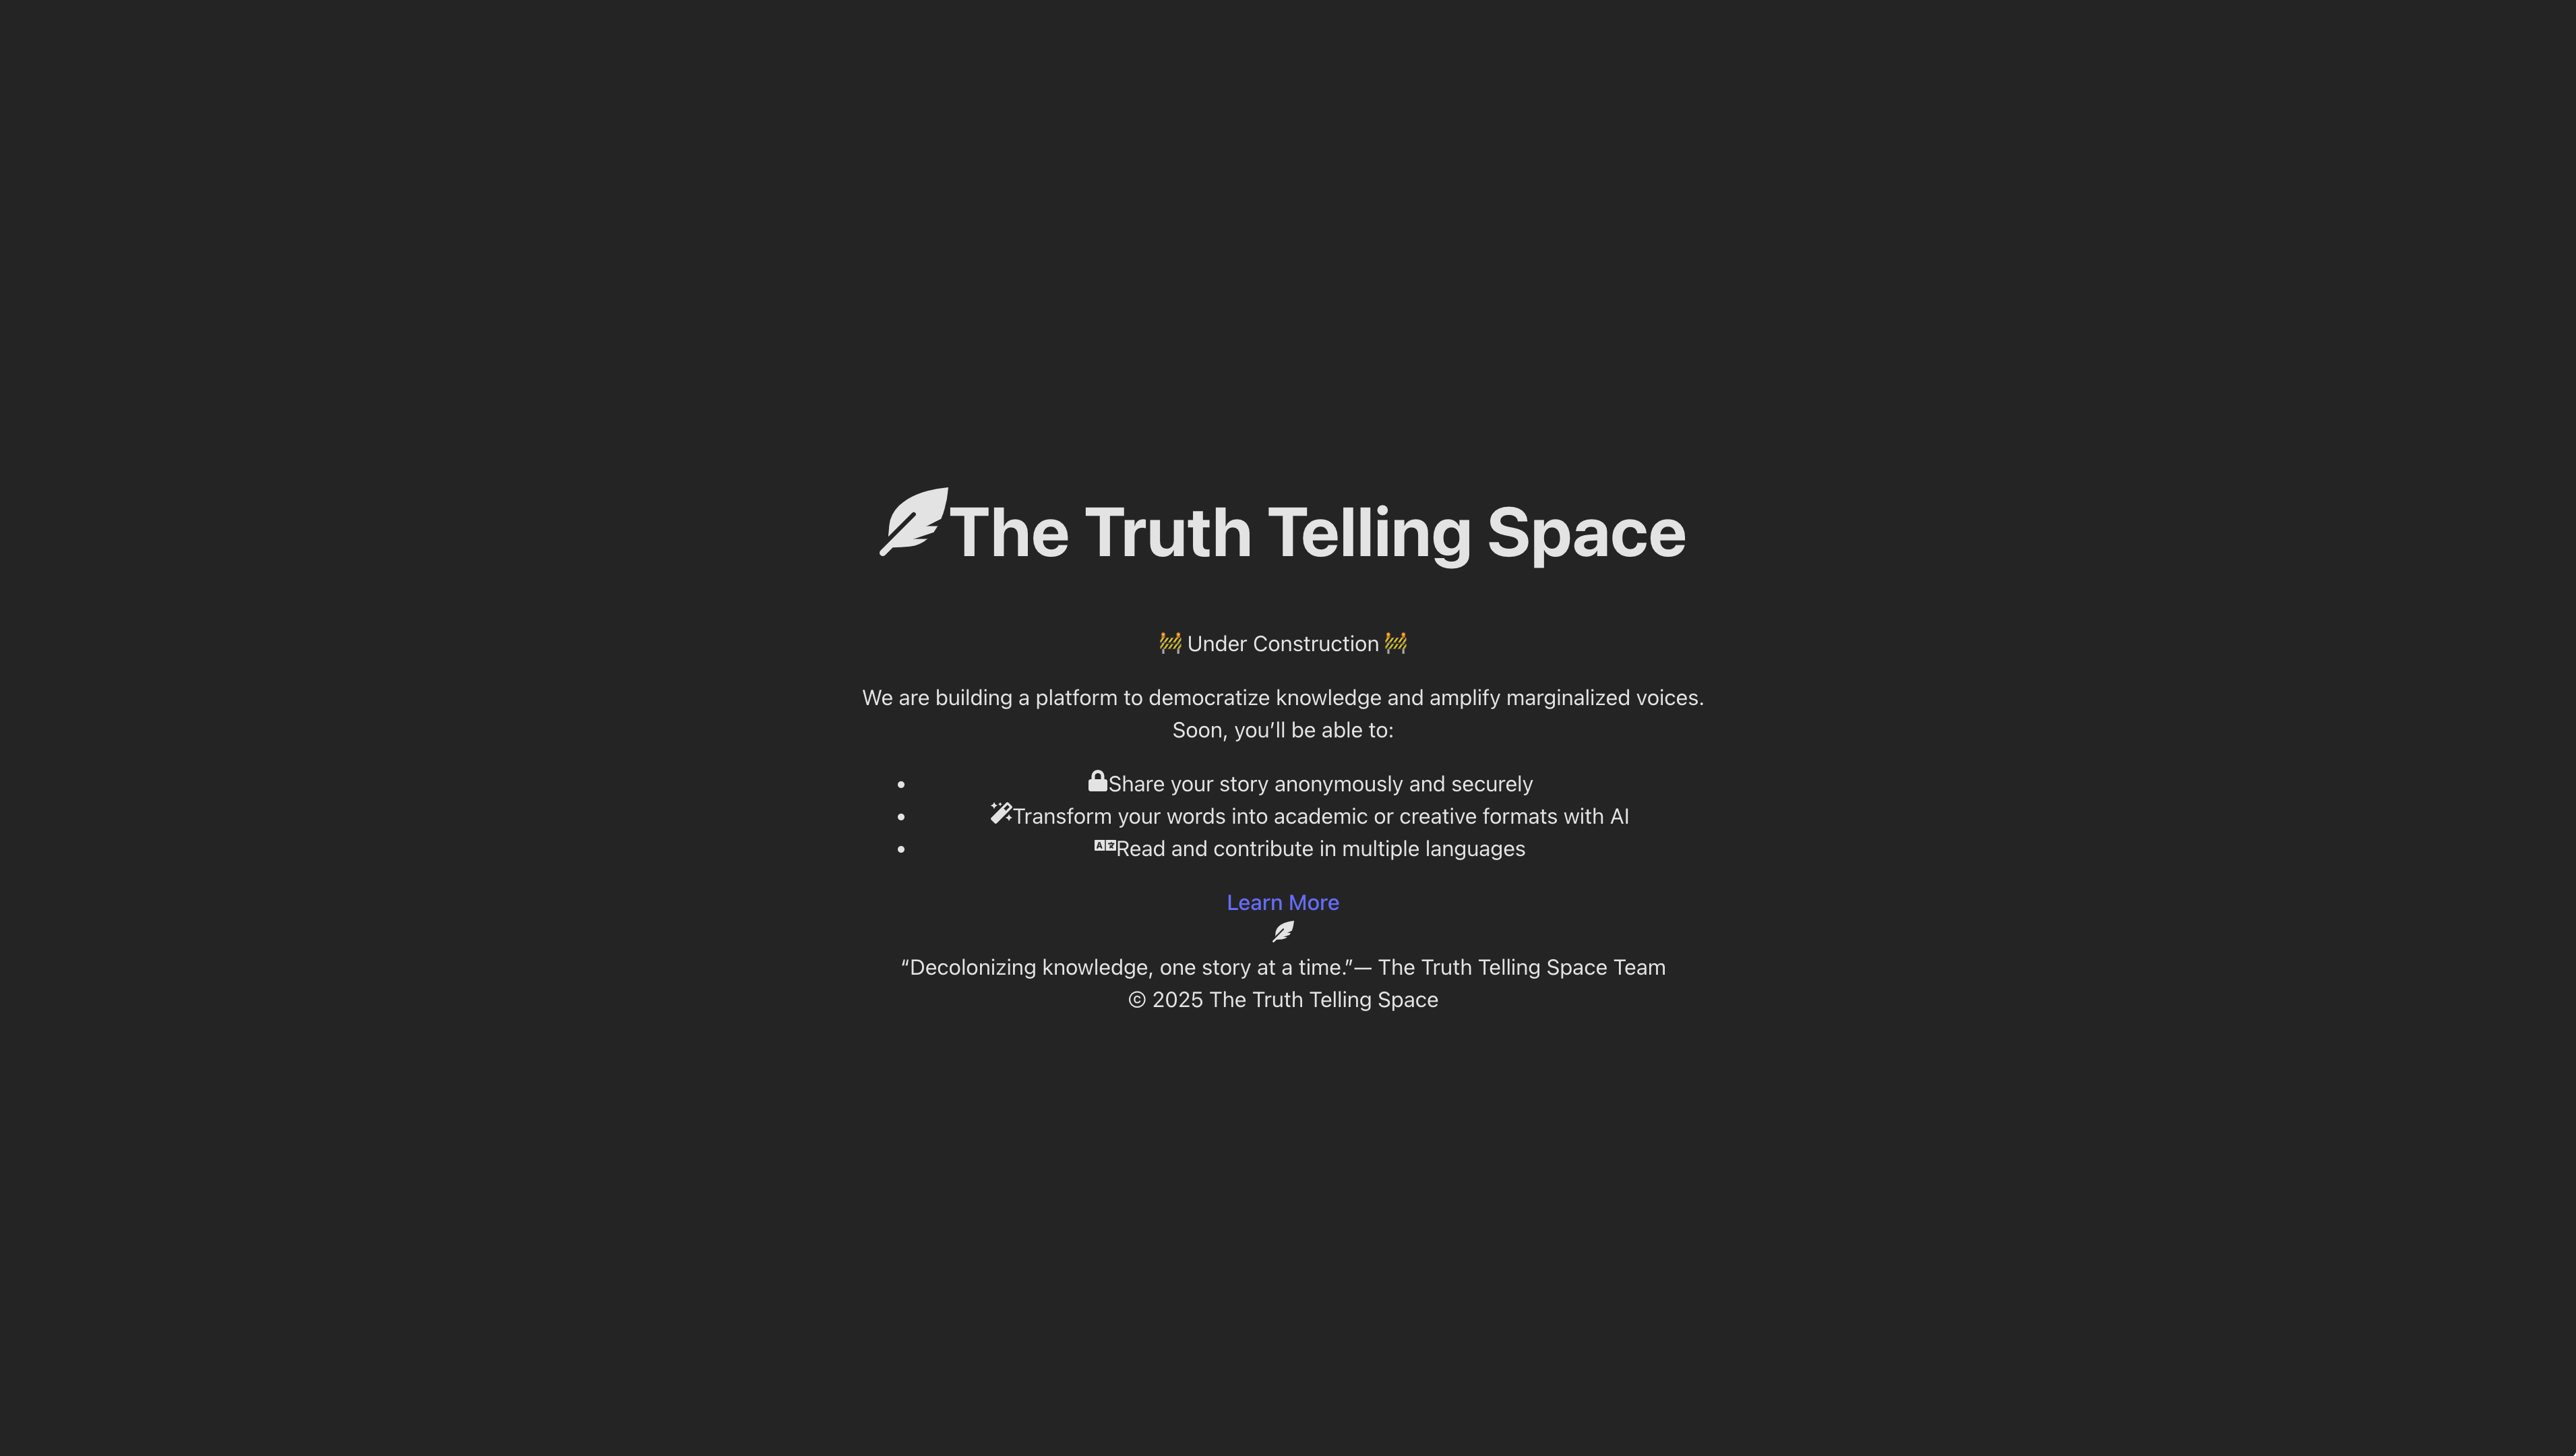 The Truth Telling Space
🚧 Under Construction 🚧
We are building a platform to democratize knowledge and amplify marginalized voices.
Soon, you’ll be able to:
• Share your story anonymously and securely
• Transform your words into academic or creative formats with AI
• Read and contribute in multiple languages
Learn More
“Decolonizing knowledge, one story at a time.”— The Truth Telling Space Team
© 2025 The Truth Telling Space